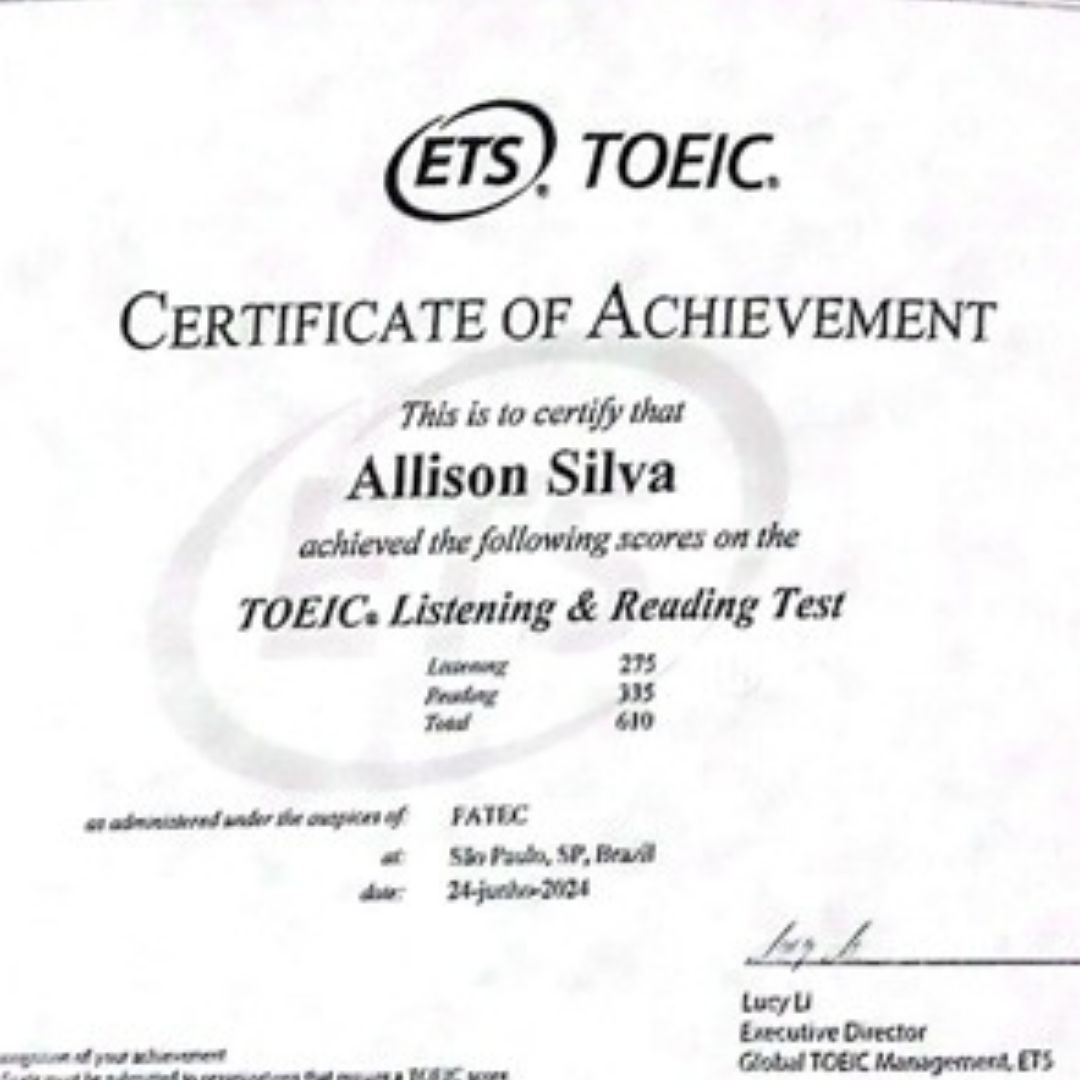 ETS® TOEIC®
CERTIFICATE OF ACHIEVEMENT
This is to certify that
Allison Silva
achieved the following scores on the
TOEIC® Listening & Reading Test
Listening 275
Reading 335
Total 610
as administered under the auspices of: FATEC
at: São Paulo, SP, Brazil
date: 24-junho-2024
Lucy Li
Lucy Li
Executive Director
Global TOEIC Management, ETS
of your achievement
must be submitted to organizations that require a TOEIC score
ETS